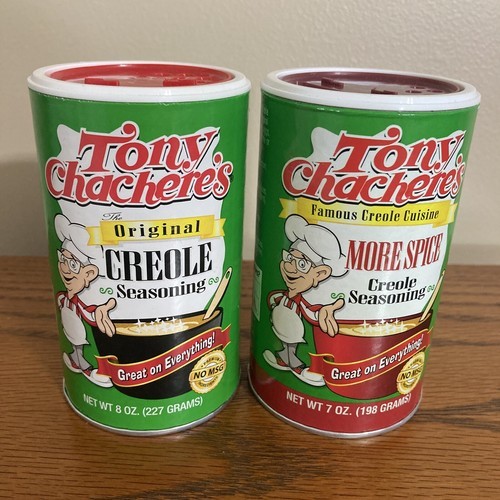 Tony
Chachere's
The
Original
CREOLE
Seasoning
Great on Everything!
NO MSG
NET WT 8 OZ. (227 GRAMS)
Tony
Chachere's
Famous Creole Cuisine
MORE SPICE
Creole
Seasoning
Great on Everything!
NO MSG
NET WT 7 OZ. (198 GRAMS)